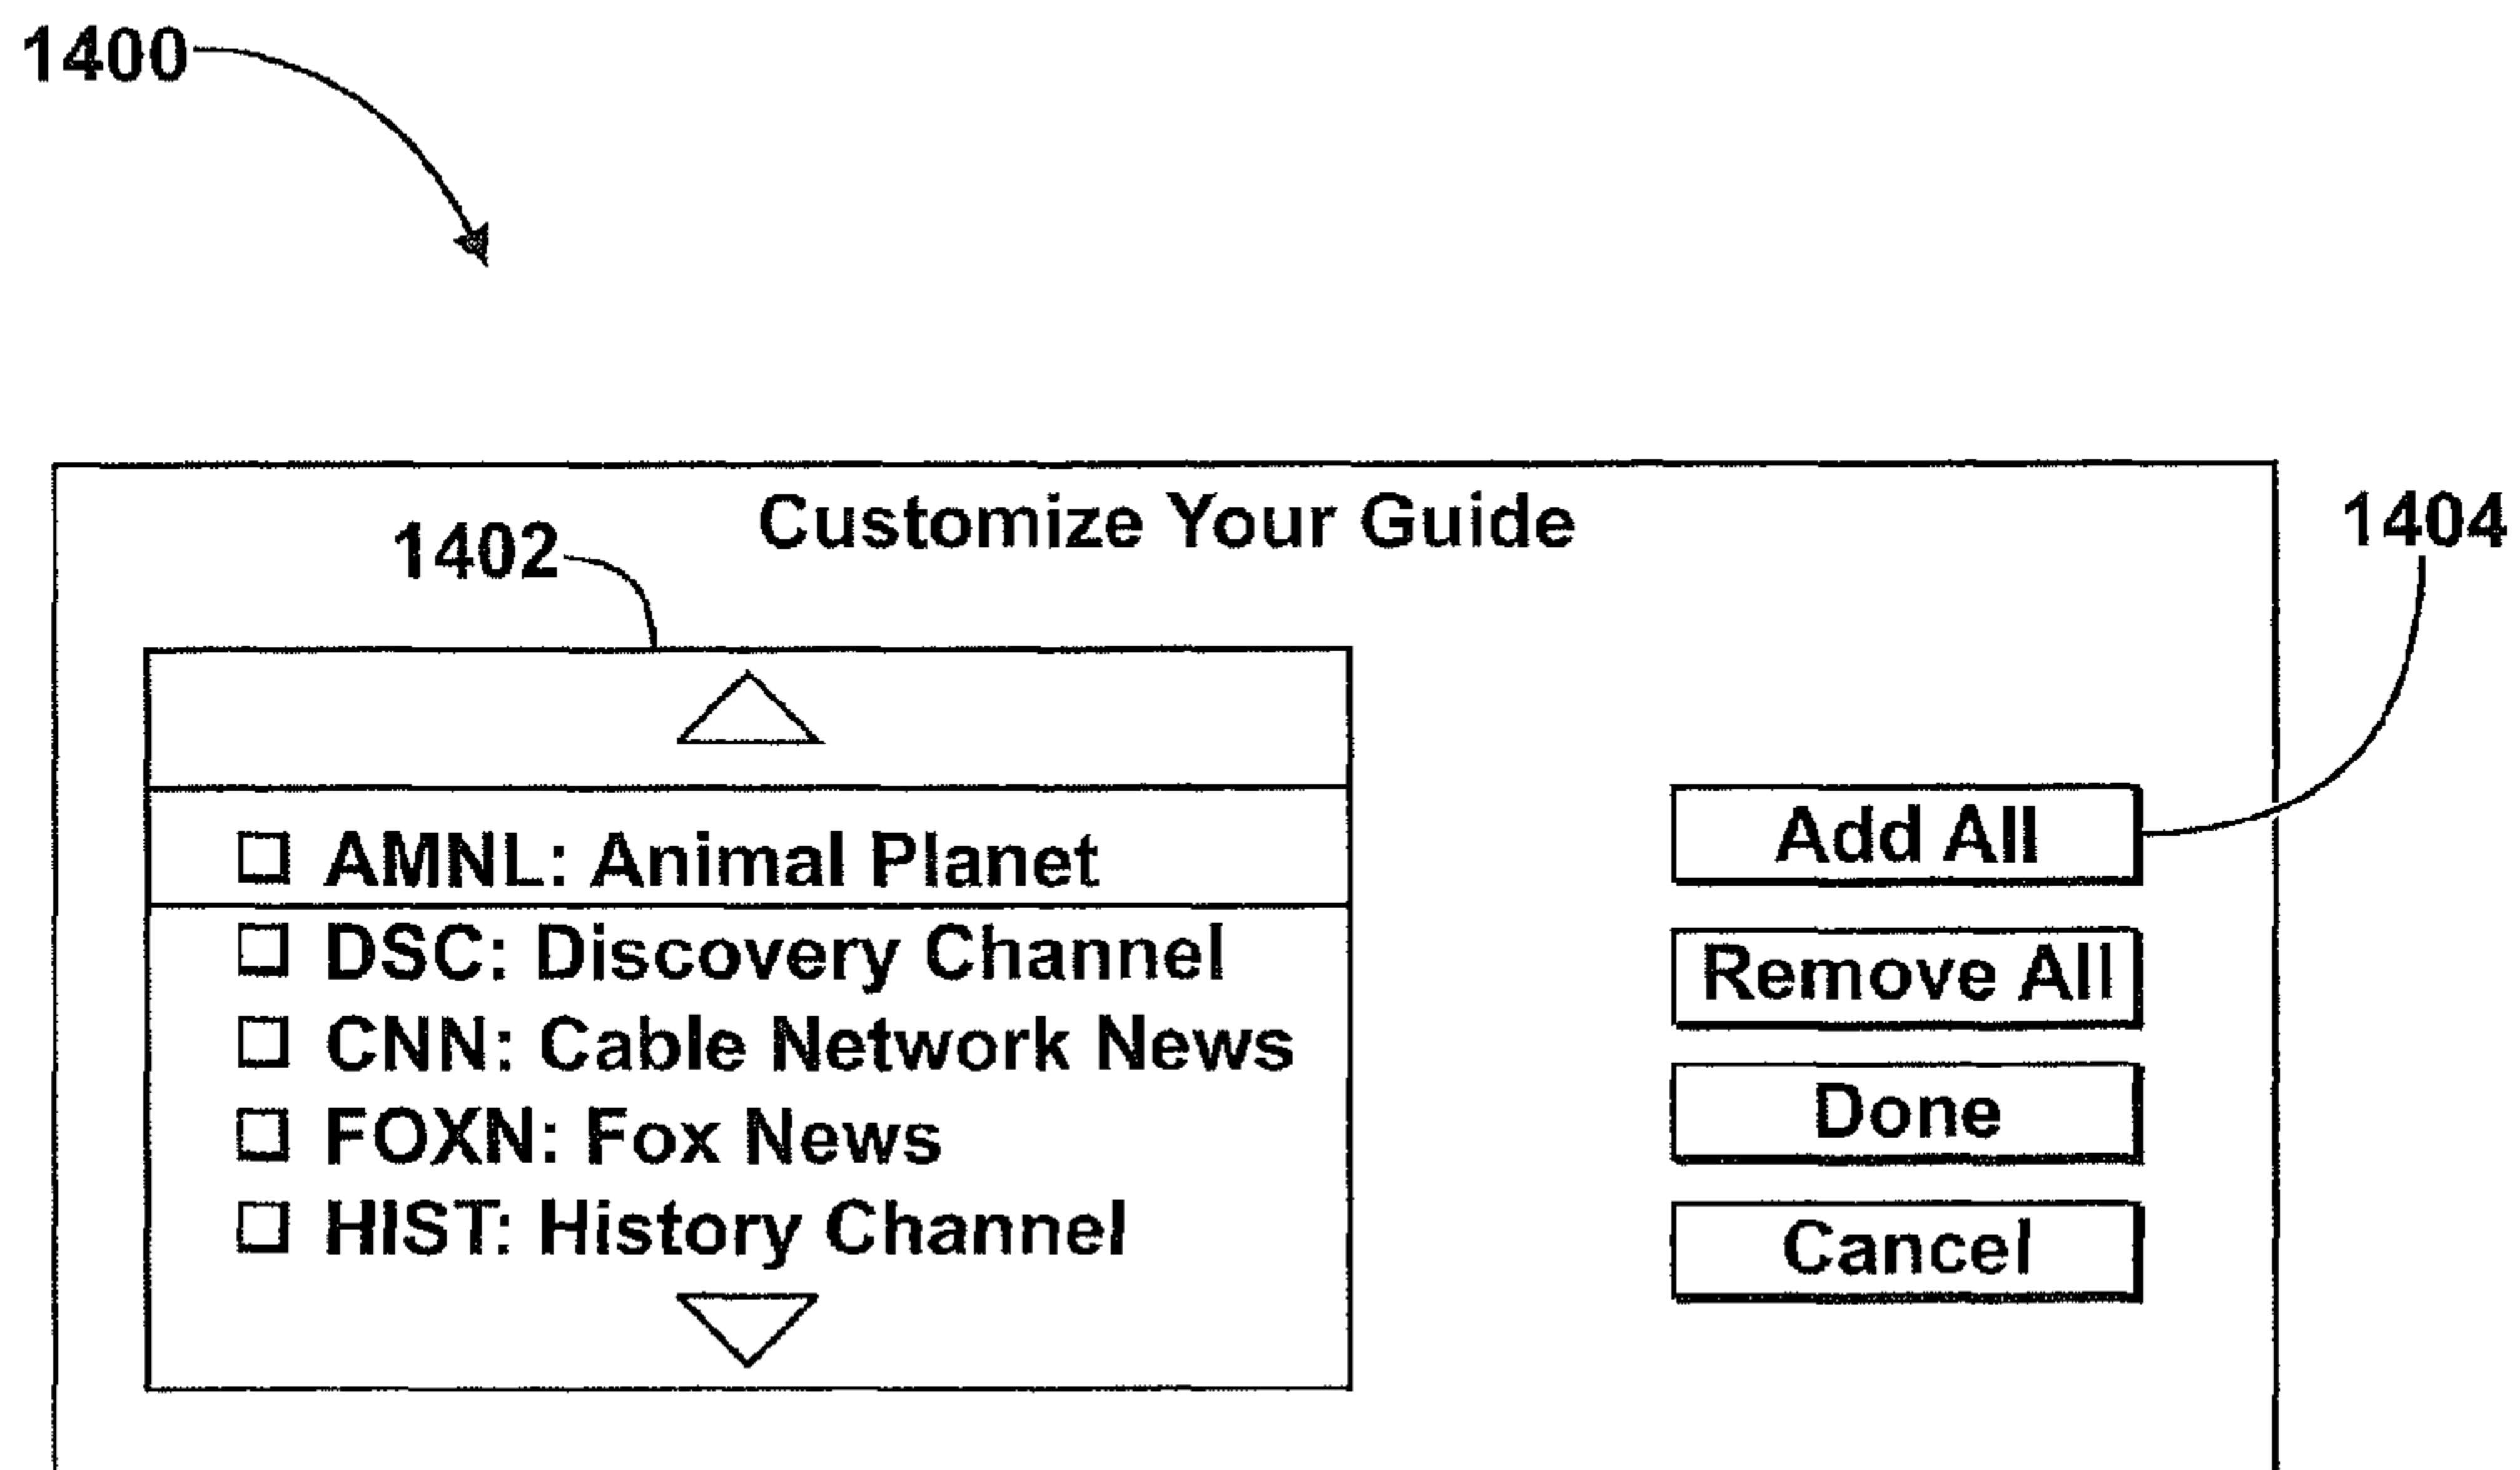 1400
Customize Your Guide
1402
1404
AMNL: Animal Planet
DSC: Discovery Channel
CNN: Cable Network News
FOXN: Fox News
HIST: History Channel
Add All
Remove All
Done
Cancel